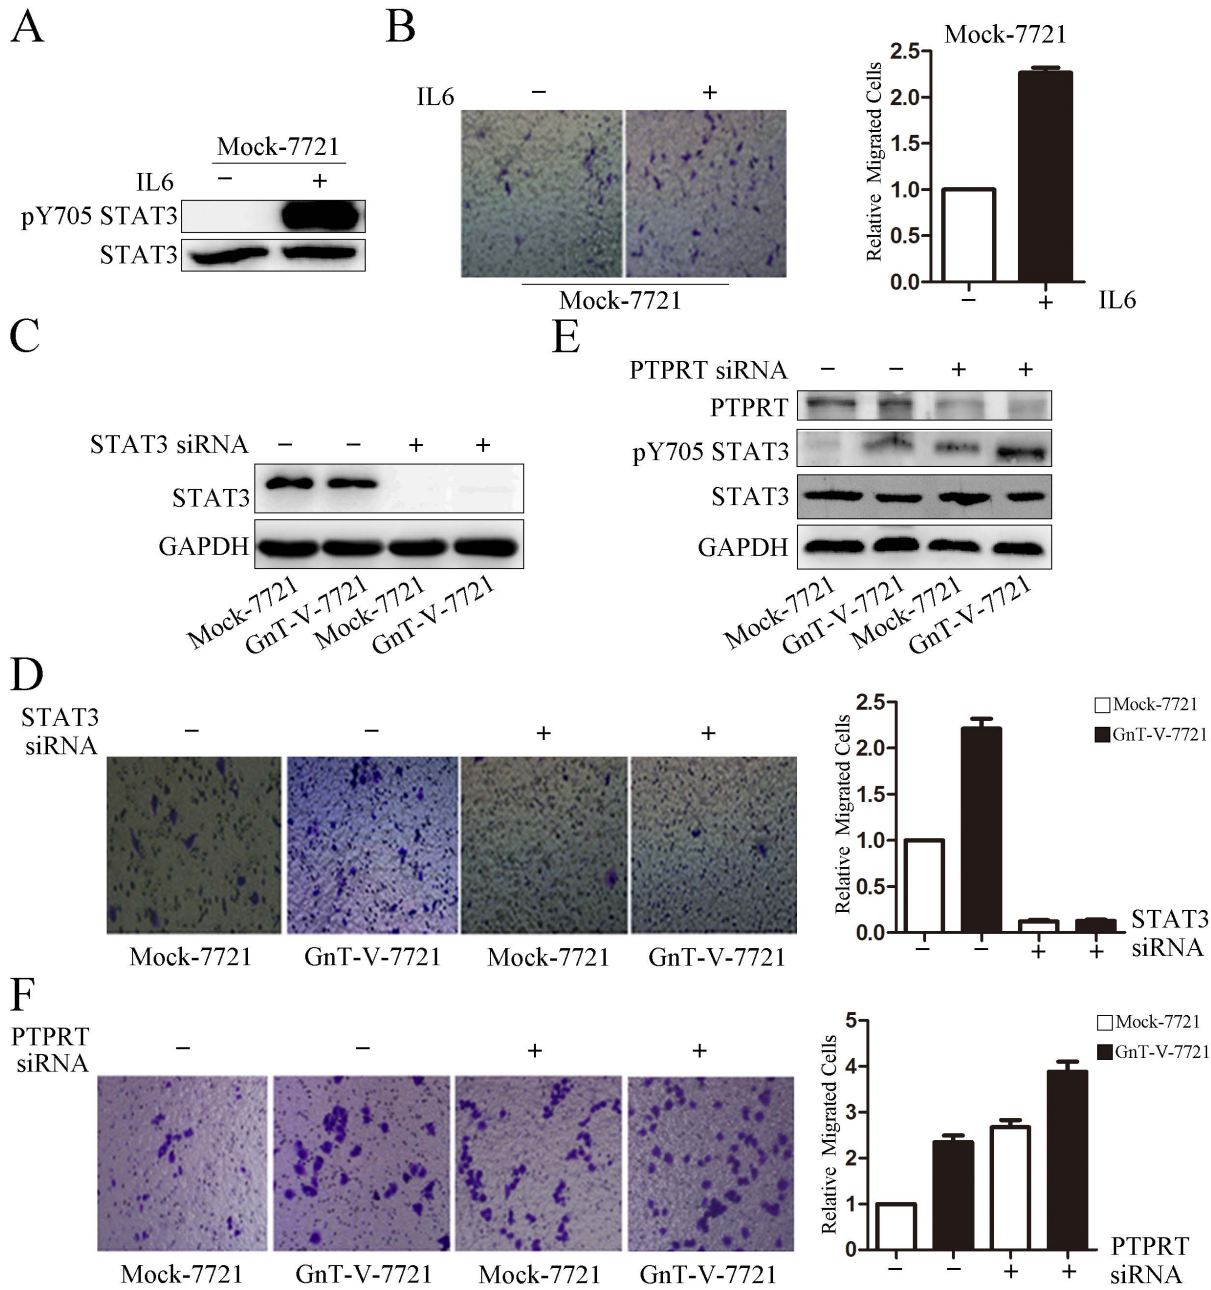 A
Mock-7721
IL6 − +
pY705 STAT3
STAT3
B
IL6 − +
Mock-7721
Mock-7721
Relative Migrated Cells
2.5
2.0
1.5
1.0
0.5
0.0
− + IL6
C
STAT3 siRNA − − + +
STAT3
GAPDH
Mock-7721 GnT-V-7721 Mock-7721 GnT-V-7721
E
PTPRT siRNA − − + +
PTPRT
pY705 STAT3
STAT3
GAPDH
Mock-7721 GnT-V-7721 Mock-7721 GnT-V-7721
D
STAT3
siRNA − − + +
Mock-7721 GnT-V-7721 Mock-7721 GnT-V-7721
Relative Migrated Cells
2.5
2.0
1.5
1.0
0.5
0.0
Mock-7721
GnT-V-7721
− − + + STAT3
siRNA
F
PTPRT
siRNA − − + +
Mock-7721 GnT-V-7721 Mock-7721 GnT-V-7721
Relative Migrated Cells
5
4
3
2
1
0
Mock-7721
GnT-V-7721
− − + + PTPRT
siRNA